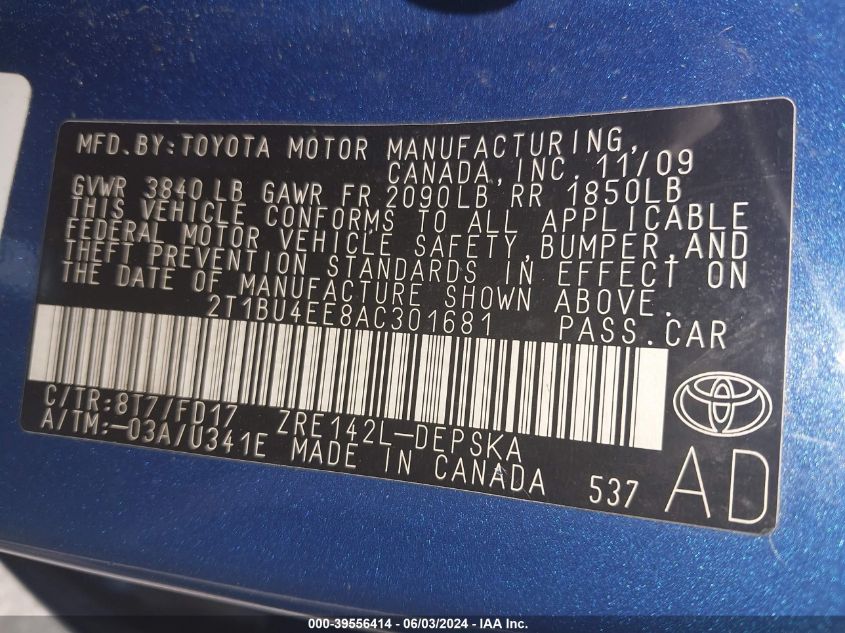 MFD.BY:TOYOTA MOTOR MANUFACTURING,
CANADA,INC.11/09
GVWR 3840 LB GAWR FR 2090LB RR 1850LB
THIS VEHICLE CONFORMS TO ALL APPLICABLE
FEDERAL MOTOR VEHICLE SAFETY,BUMPER,AND
THEFT PREVENTION STANDARDS IN EFFECT ON
THE DATE OF MANUFACTURE SHOWN ABOVE.
2T1BU4EE8AC301681 PASS.CAR
C/TR:8T7/FD17 ZRE142L-DEPSKA
A/TM:-03A/U341E MADE IN CANADA 537 AD
000-39556414 / 06/03/2024 - IAA Inc.